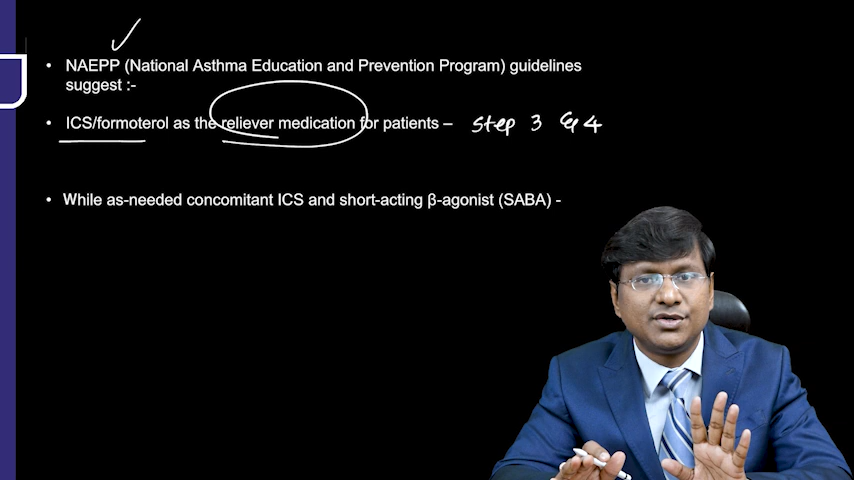 • NAEPP (National Asthma Education and Prevention Program) guidelines
suggest :-
• ICS/formoterol as the reliever medication for patients – Step 3 & 4
• While as-needed concomitant ICS and short-acting β-agonist (SABA) -